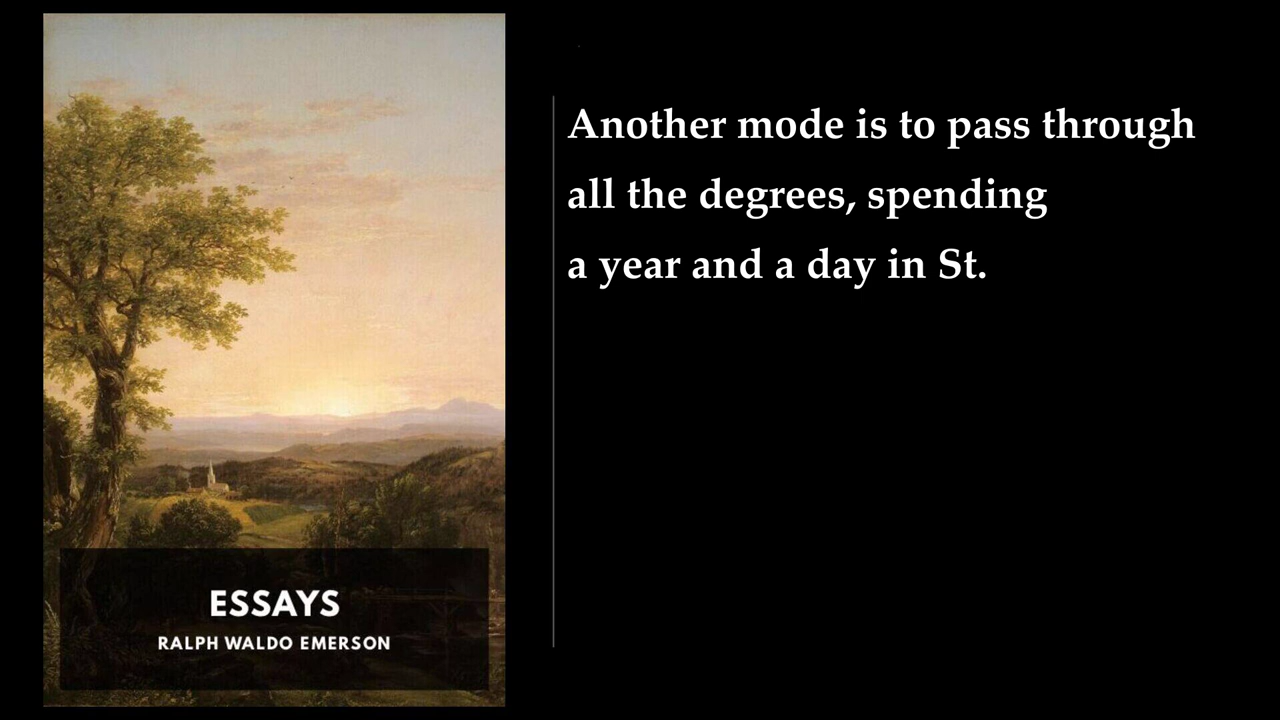 ESSAYS
RALPH WALDO EMERSON
Another mode is to pass through
all the degrees, spending
a year and a day in St.